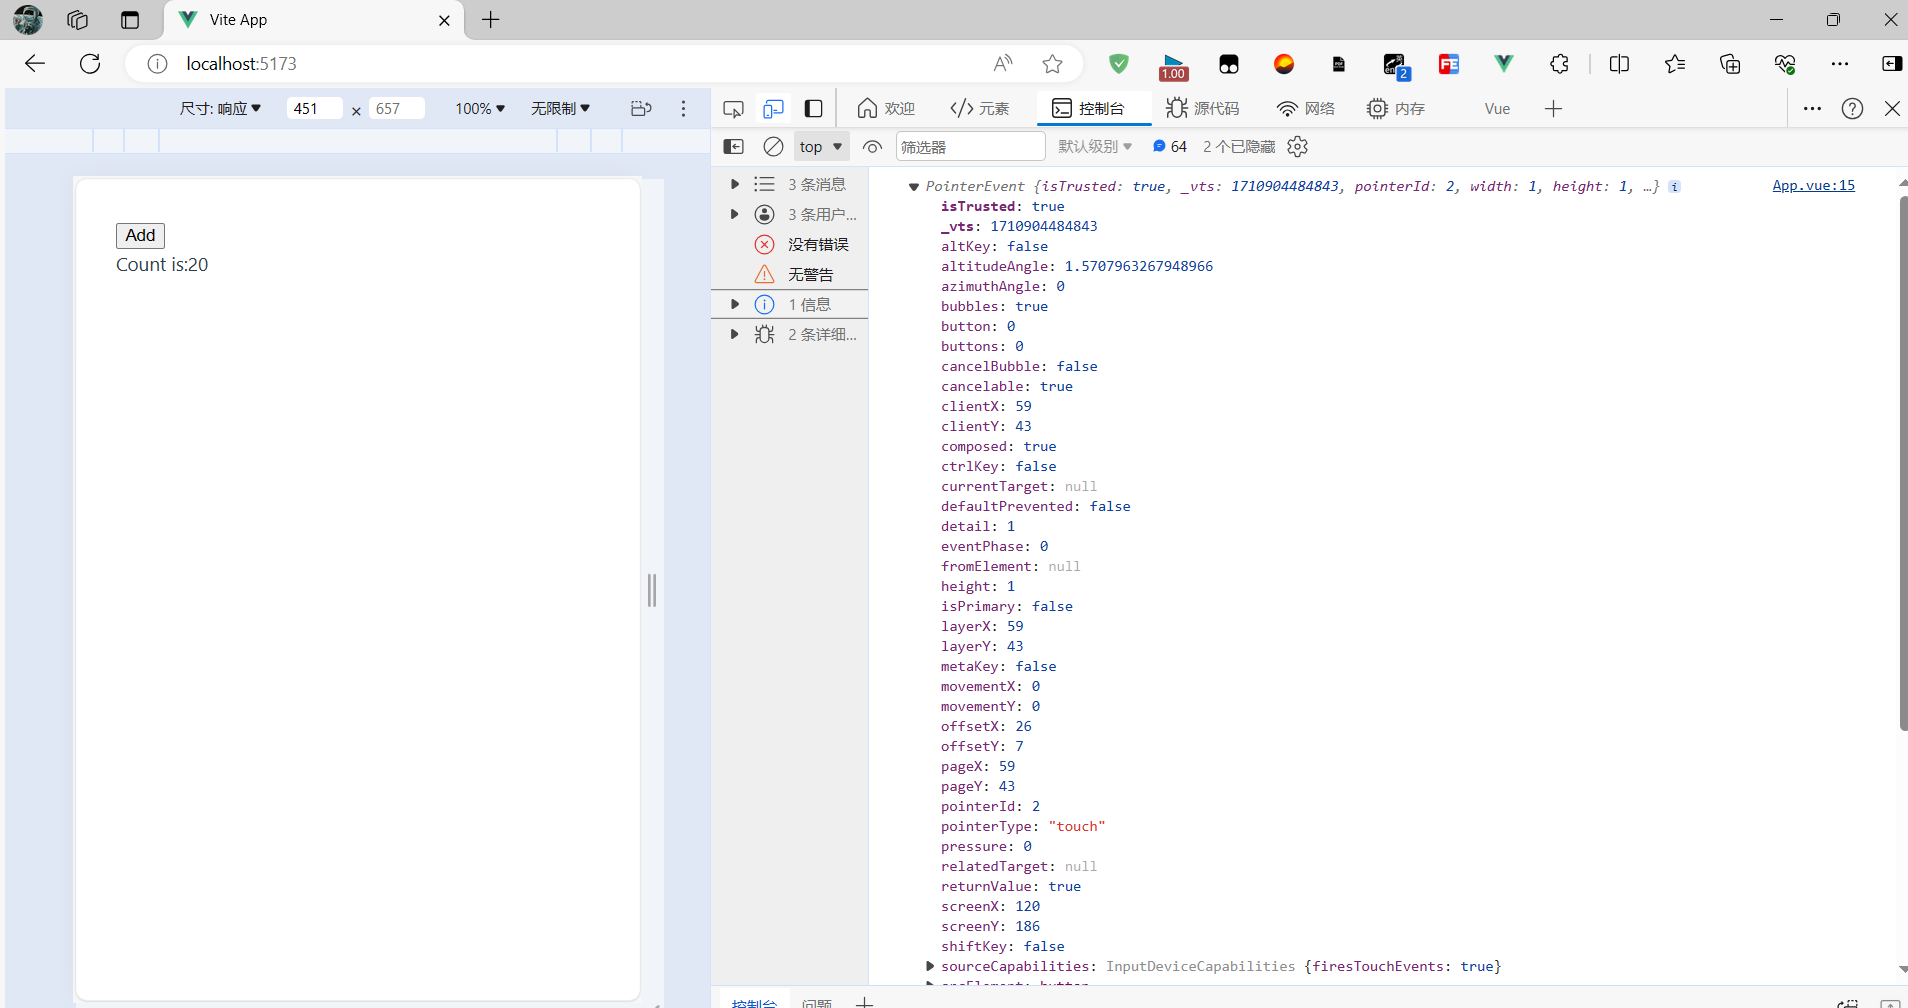 Vite App
localhost:5173
1.00
2
尺寸: 响应 451 × 657 100% 无限制
欢迎 元素 控制台 源代码 网络 内存 Vue
top 筛选器 默认级别 64 2 个已隐藏
Add
Count is:20
3 条消息
3 条用户...
没有错误
无警告
1 信息
2 条详细...
PointerEvent {isTrusted: true, _vts: 1710904484843, pointerId: 2, width: 1, height: 1, …} App.vue:15
isTrusted: true
_vts: 1710904484843
altKey: false
altitudeAngle: 1.5707963267948966
azimuthAngle: 0
bubbles: true
button: 0
buttons: 0
cancelBubble: false
cancelable: true
clientX: 59
clientY: 43
composed: true
ctrlKey: false
currentTarget: null
defaultPrevented: false
detail: 1
eventPhase: 0
fromElement: null
height: 1
isPrimary: false
layerX: 59
layerY: 43
metaKey: false
movementX: 0
movementY: 0
offsetX: 26
offsetY: 7
pageX: 59
pageY: 43
pointerId: 2
pointerType: "touch"
pressure: 0
relatedTarget: null
returnValue: true
screenX: 120
screenY: 186
shiftKey: false
sourceCapabilities: InputDeviceCapabilities {firesTouchEvents: true}
控制台 问题